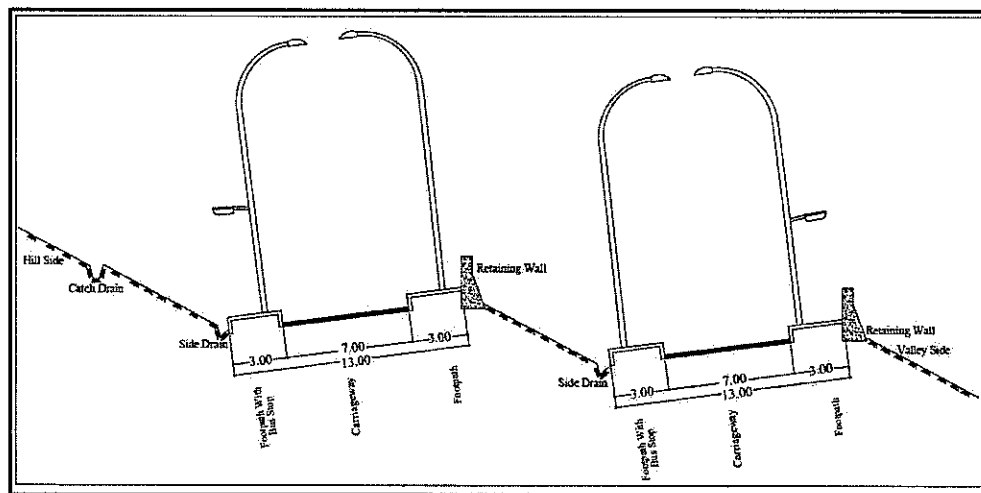 Hill Side
Catch Drain
Side Drain
Retaining Wall
3.00
7.00
3.00
13.00
Footpath With
Bus Stop
Carriageway
Footpath
Side Drain
Retaining Wall
Valley Side
3.00
7.00
3.00
13.00
Footpath With
Bus Stop
Carriageway
Footpath